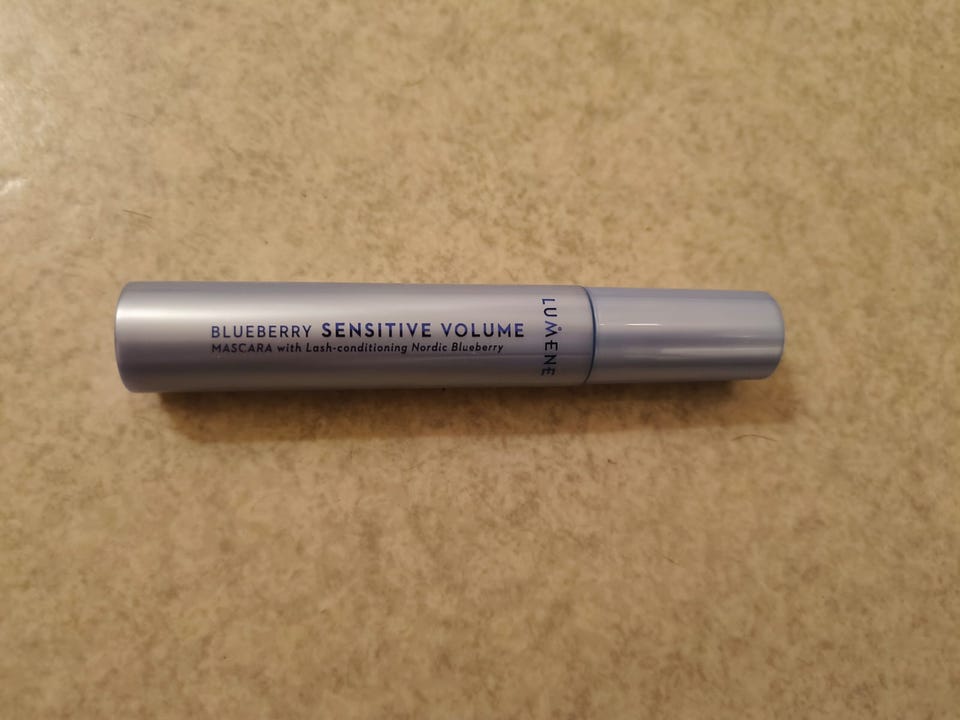 BLUEBERRY SENSITIVE VOLUME
MASCARA with Lash-conditioning Nordic Blueberry
LUMENE